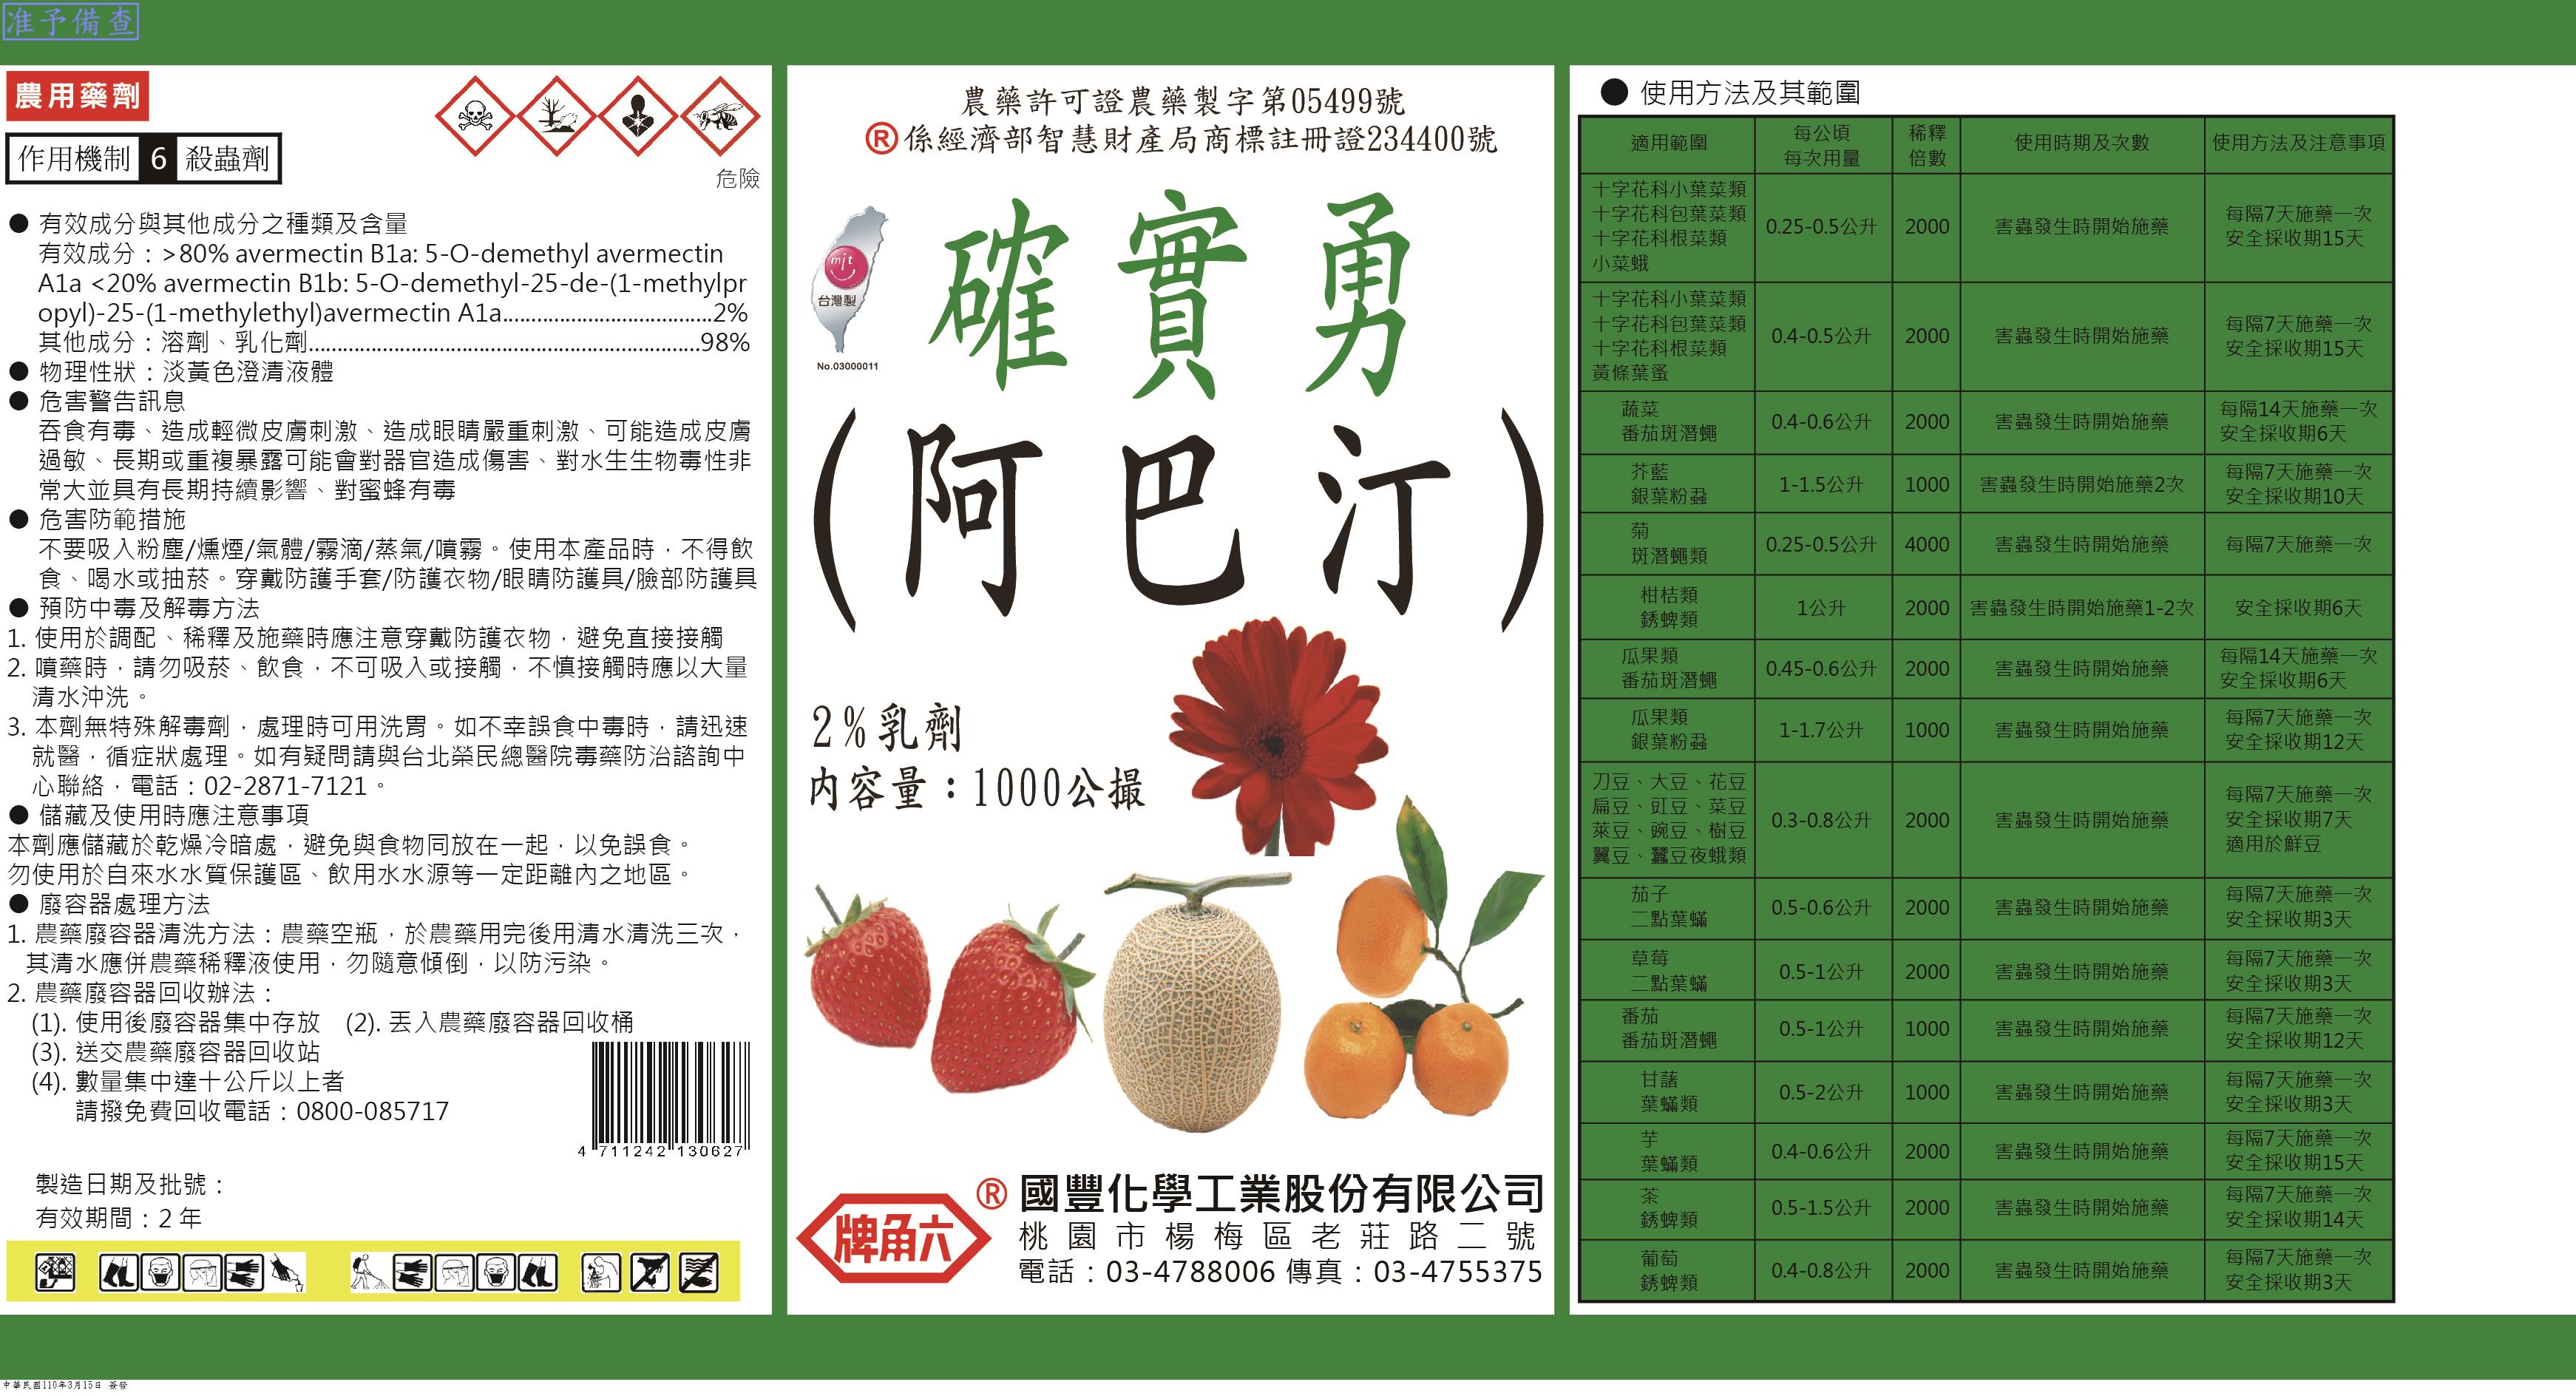 准予備查
農用藥劑
作用機制 6 殺蟲劑
危險
● 有效成分與其他成分之種類及含量
有效成分：>80% avermectin B1a: 5-O-demethyl avermectin
A1a <20% avermectin B1b: 5-O-demethyl-25-de-(1-methylpr
opyl)-25-(1-methylethyl)avermectin A1a.....................................2%
其他成分：溶劑、乳化劑.....................................................................98%
● 物理性狀：淡黃色澄清液體
● 危害警告訊息
吞食有毒、造成輕微皮膚刺激、造成眼睛嚴重刺激、可能造成皮膚
過敏、長期或重複暴露可能會對器官造成傷害、對水生生物毒性非
常大並具有長期持續影響、對蜜蜂有毒
● 危害防範措施
不要吸入粉塵/燻煙/氣體/霧滴/蒸氣/噴霧。使用本產品時，不得飲
食、喝水或抽菸。穿戴防護手套/防護衣物/眼睛防護具/臉部防護具
● 預防中毒及解毒方法
1. 使用於調配、稀釋及施藥時應注意穿戴防護衣物，避免直接接觸
2. 噴藥時，請勿吸菸、飲食，不可吸入或接觸，不慎接觸時應以大量
清水沖洗。
3. 本劑無特殊解毒劑，處理時可用洗胃。如不幸誤食中毒時，請迅速
就醫，循症狀處理。如有疑問請與台北榮民總醫院毒藥防治諮詢中
心聯絡，電話：02-2871-7121。
● 儲藏及使用時應注意事項
本劑應儲藏於乾燥冷暗處，避免與食物同放在一起，以免誤食。
勿使用於自來水水質保護區、飲用水水源等一定距離內之地區。
● 廢容器處理方法
1. 農藥廢容器清洗方法：農藥空瓶，於農藥用完後用清水清洗三次，
其清水應併農藥稀釋液使用，勿隨意傾倒，以防污染。
2. 農藥廢容器回收辦法：
(1). 使用後廢容器集中存放 (2). 丟入農藥廢容器回收桶
(3). 送交農藥廢容器回收站
(4). 數量集中達十公斤以上者
請撥免費回收電話：0800-085717
4 711242 130627
製造日期及批號：
有效期間：2 年
農藥許可證農藥製字第05499號
®係經濟部智慧財產局商標註冊證234400號
mit
台灣製
No.03000011
確實勇
(阿巴汀)
2%乳劑
內容量：1000公撮
牌角六
® 國豐化學工業股份有限公司
桃園市楊梅區老莊路二號
電話：03-4788006 傳真：03-4755375
● 使用方法及其範圍
適用範圍 每公頃 稀釋 使用時期及次數 使用方法及注意事項
每次用量 倍數
十字花科小葉菜類
十字花科包葉菜類 每隔7天施藥一次
0.25-0.5公升 2000 害蟲發生時開始施藥
十字花科根菜類 安全採收期15天
小菜蛾
十字花科小葉菜類
十字花科包葉菜類 每隔7天施藥一次
0.4-0.5公升 2000 害蟲發生時開始施藥
十字花科根菜類 安全採收期15天
黃條葉蚤
蔬菜 每隔14天施藥一次
0.4-0.6公升 2000 害蟲發生時開始施藥
番茄斑潛蠅 安全採收期6天
芥藍 每隔7天施藥一次
1-1.5公升 1000 害蟲發生時開始施藥2次
銀葉粉蝨 安全採收期10天
菊
0.25-0.5公升 4000 害蟲發生時開始施藥 每隔7天施藥一次
斑潛蠅類
柑桔類
1公升 2000 害蟲發生時開始施藥1-2次 安全採收期6天
銹蜱類
瓜果類 每隔14天施藥一次
0.45-0.6公升 2000 害蟲發生時開始施藥
番茄斑潛蠅 安全採收期6天
瓜果類 每隔7天施藥一次
1-1.7公升 1000 害蟲發生時開始施藥
銀葉粉蝨 安全採收期12天
刀豆、大豆、花豆
扁豆、豇豆、菜豆 每隔7天施藥一次
0.3-0.8公升 2000 害蟲發生時開始施藥 安全採收期7天
萊豆、豌豆、樹豆 適用於鮮豆
翼豆、蠶豆夜蛾類
茄子 每隔7天施藥一次
0.5-0.6公升 2000 害蟲發生時開始施藥
二點葉蟎 安全採收期3天
草莓 每隔7天施藥一次
0.5-1公升 2000 害蟲發生時開始施藥
二點葉蟎 安全採收期3天
番茄 每隔7天施藥一次
0.5-1公升 1000 害蟲發生時開始施藥
番茄斑潛蠅 安全採收期12天
甘藷 每隔7天施藥一次
0.5-2公升 1000 害蟲發生時開始施藥
葉蟎類 安全採收期3天
芋 每隔7天施藥一次
0.4-0.6公升 2000 害蟲發生時開始施藥
葉蟎類 安全採收期15天
茶 每隔7天施藥一次
0.5-1.5公升 2000 害蟲發生時開始施藥
銹蜱類 安全採收期14天
葡萄 每隔7天施藥一次
0.4-0.8公升 2000 害蟲發生時開始施藥
銹蜱類 安全採收期3天
中華民國110年3月15日 簽發